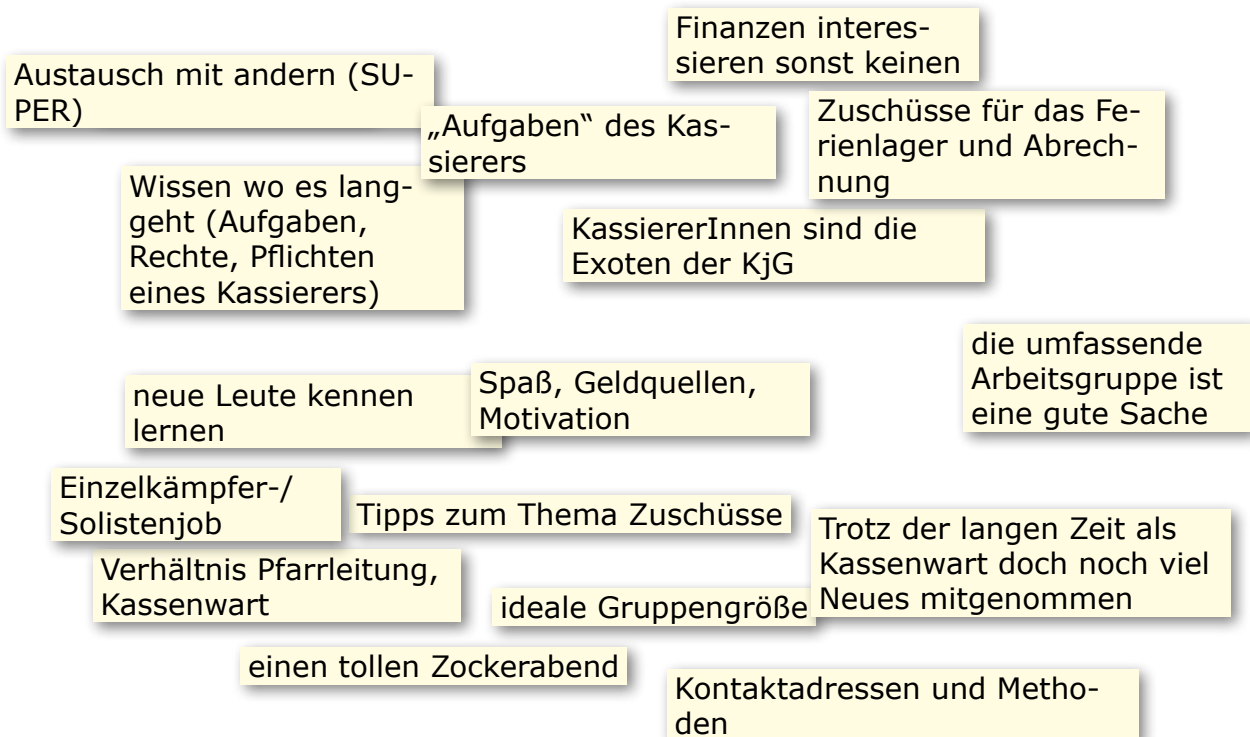 Finanzen interes-
sieren sonst keinen
Austausch mit andern (SU-
PER)
„Aufgaben“ des Kas-
sierers
Zuschüsse für das Fe-
rienlager und Abrech-
nung
Wissen wo es lang-
geht (Aufgaben,
Rechte, Pflichten
eines Kassierers)
KassiererInnen sind die
Exoten der KjG
die umfassende
Arbeitsgruppe ist
eine gute Sache
neue Leute kennen
lernen
Spaß, Geldquellen,
Motivation
Einzelkämpfer-/
Solistenjob
Tipps zum Thema Zuschüsse
Trotz der langen Zeit als
Kassenwart doch noch viel
Neues mitgenommen
Verhältnis Pfarrleitung,
Kassenwart
ideale Gruppengröße
einen tollen Zockerabend
Kontaktadressen und Metho-
den